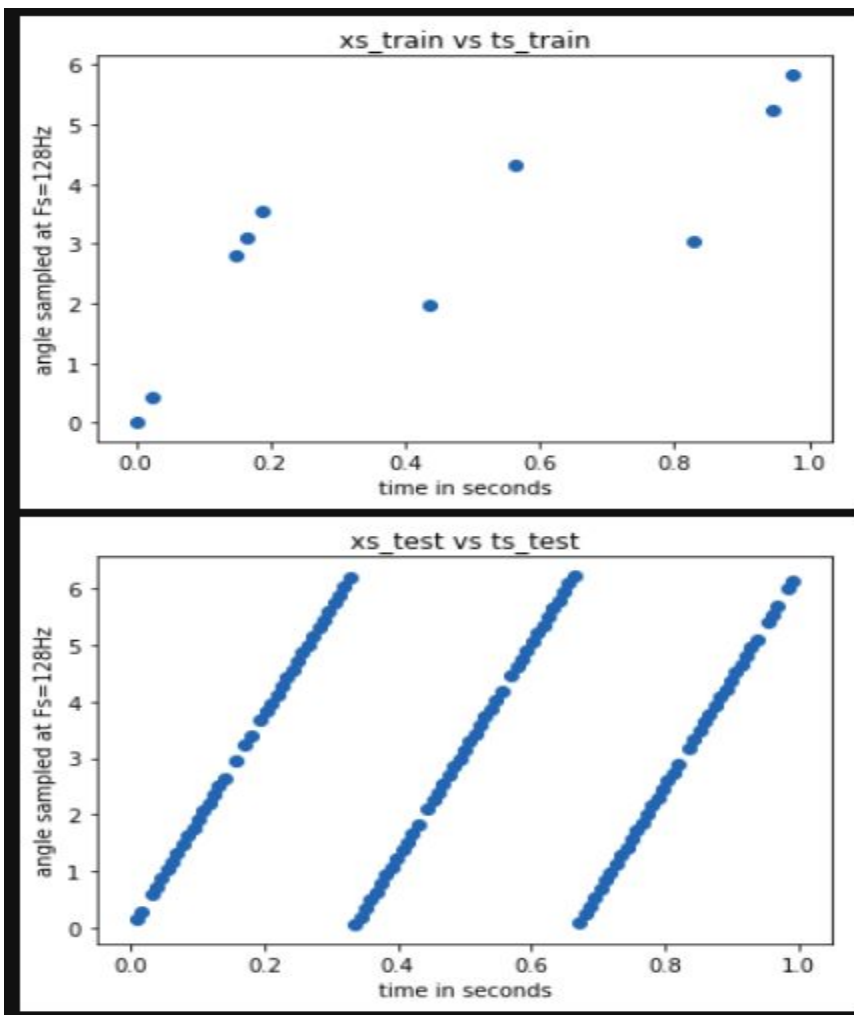 xs_train vs ts_train
6
5
4
3
2
1
0
angle sampled at Fs=128Hz
0.0 0.2 0.4 0.6 0.8 1.0
time in seconds
xs_test vs ts_test
6
5
4
3
2
1
0
angle sampled at Fs=128Hz
0.0 0.2 0.4 0.6 0.8 1.0
time in seconds